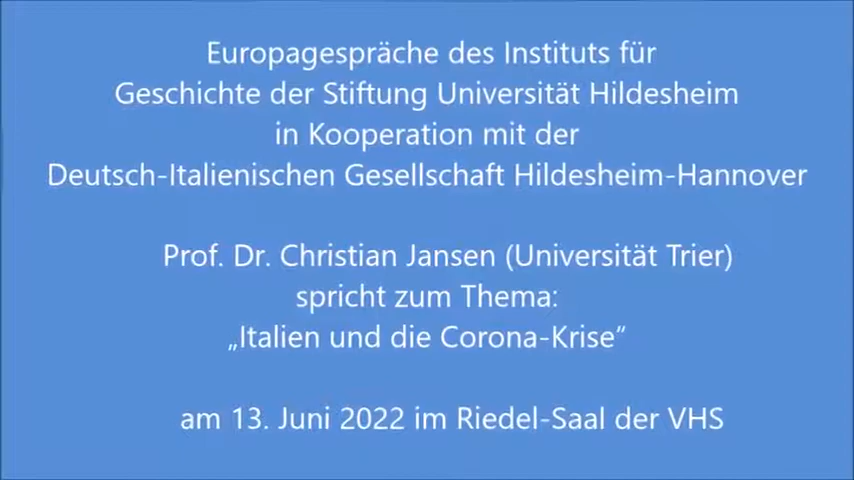 Europagespräche des Instituts für
Geschichte der Stiftung Universität Hildesheim
in Kooperation mit der
Deutsch-Italienischen Gesellschaft Hildesheim-Hannover
Prof. Dr. Christian Jansen (Universität Trier)
spricht zum Thema:
„Italien und die Corona-Krise“
am 13. Juni 2022 im Riedel-Saal der VHS